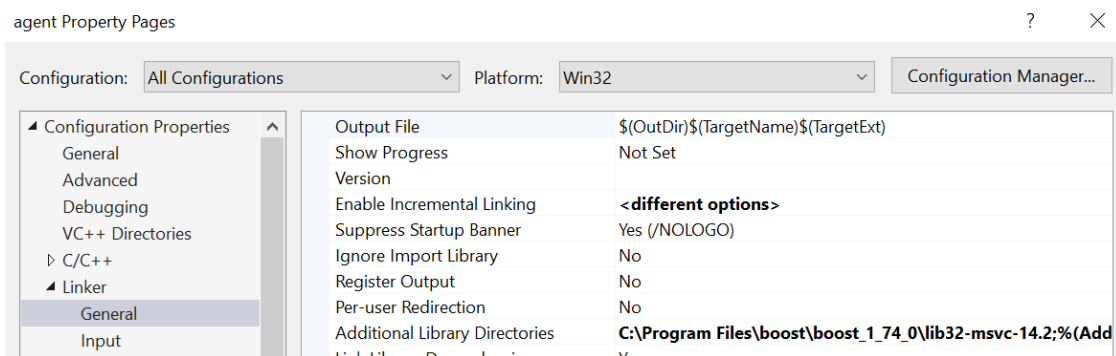 agent Property Pages ? ×
Configuration: All Configurations Platform: Win32 Configuration Manager...
Configuration Properties
General
Advanced
Debugging
VC++ Directories
C/C++
Linker
General
Input
Output File $(OutDir)$(TargetName)$(TargetExt)
Show Progress Not Set
Version
Enable Incremental Linking <different options>
Suppress Startup Banner Yes (/NOLOGO)
Ignore Import Library No
Register Output No
Per-user Redirection No
Additional Library Directories C:\Program Files\boost\boost_1_74_0\lib32-msvc-14.2;%(Add